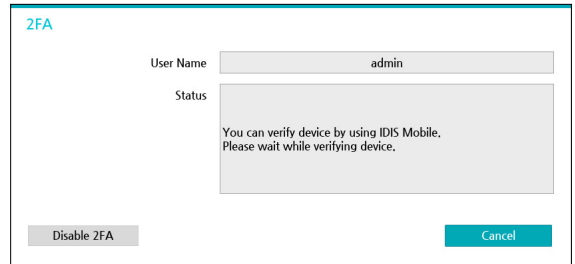 2FA
User Name
admin
Status
You can verify device by using IDIS Mobile.
Please wait while verifying device.
Disable 2FA
Cancel